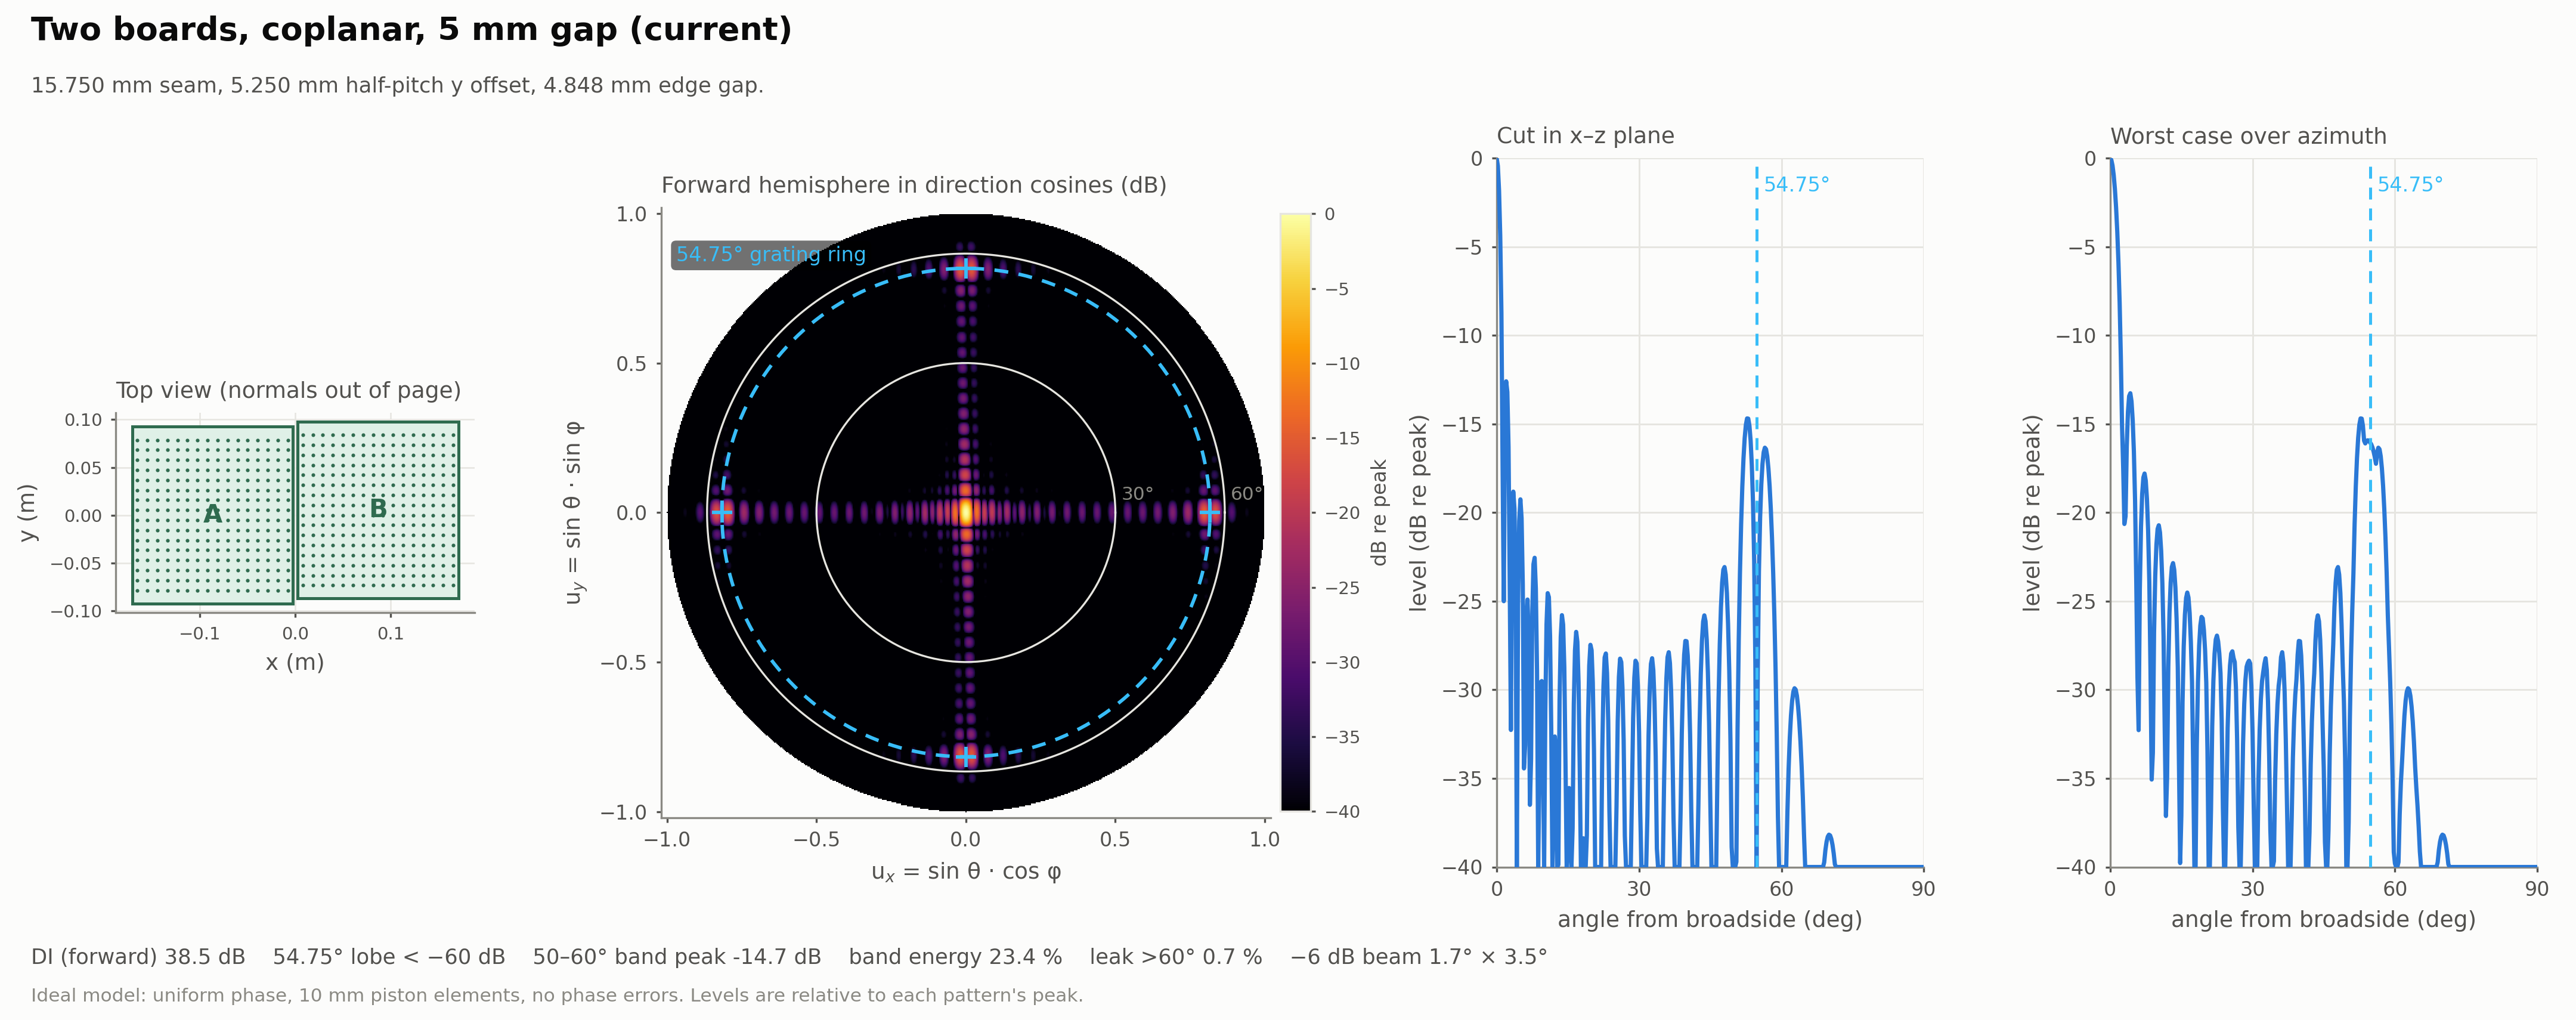 Two boards, coplanar, 5 mm gap (current)
15.750 mm seam, 5.250 mm half-pitch y offset, 4.848 mm edge gap.
Top view (normals out of page)
0.10
0.05
0.00
−0.05
−0.10
y (m)
A
B
−0.1
0.0
0.1
x (m)
Forward hemisphere in direction cosines (dB)
54.75° grating ring
1.0
0.5
0.0
−0.5
−1.0
uy = sin θ · sin φ
30°
60°
−1.0
−0.5
0.0
0.5
1.0
ux = sin θ · cos φ
0
−5
−10
−15
−20
−25
−30
−35
−40
dB re peak
Cut in x–z plane
54.75°
0
−5
−10
−15
−20
−25
−30
−35
−40
level (dB re peak)
0
30
60
90
angle from broadside (deg)
Worst case over azimuth
54.75°
0
−5
−10
−15
−20
−25
−30
−35
−40
level (dB re peak)
0
30
60
90
angle from broadside (deg)
DI (forward) 38.5 dB 54.75° lobe < −60 dB 50–60° band peak -14.7 dB band energy 23.4 % leak >60° 0.7 % −6 dB beam 1.7° × 3.5°
Ideal model: uniform phase, 10 mm piston elements, no phase errors. Levels are relative to each pattern's peak.